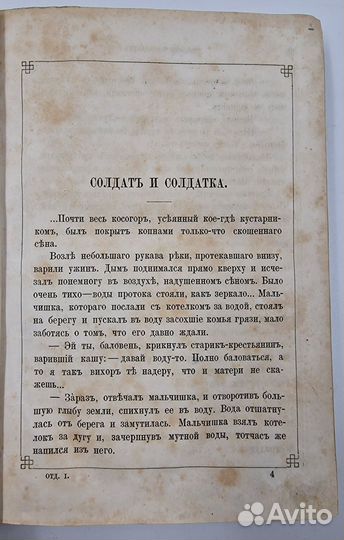 СОЛДАТЪ И СОЛДАТКА.
...Почти весь косогоръ, усѣянный кое-гдѣ кустарни-
комъ, былъ покрытъ копнами только-что скошеннаго
сѣна.
Возлѣ небольшаго рукава рѣки, протекавшаго внизу,
варили ужинъ. Дымъ поднимался прямо кверху и исче-
залъ понемногу въ воздухѣ, надушенномъ сѣномъ. Было
очень тихо—воды протока стояли, какъ зеркало... Маль-
чишка, котораго послали съ котелкомъ за водой, стоялъ
на берегу и пускалъ въ воду засохшіе комья грязи, мало
заботясь о томъ, что его давно ждали.
— Эй ты, баловень, крикнулъ старикъ-крестьянинъ,
варившій кашу:—давай воду-то. Полно баловаться, а
то я такъ вихоръ тѣ надеру, что и матери не ска-
жешь...
— За́разъ, отвѣчалъ мальчишка, и отворотивъ боль-
шую глыбу земли, спихнулъ ее въ воду. Вода отшатну-
лась отъ берега и замутилась. Мальчишка взялъ коте-
локъ за дугу и, зачерпнувъ мутной воды, тотчасъ же
напился изъ него.
ОТД. I.
4
Avito